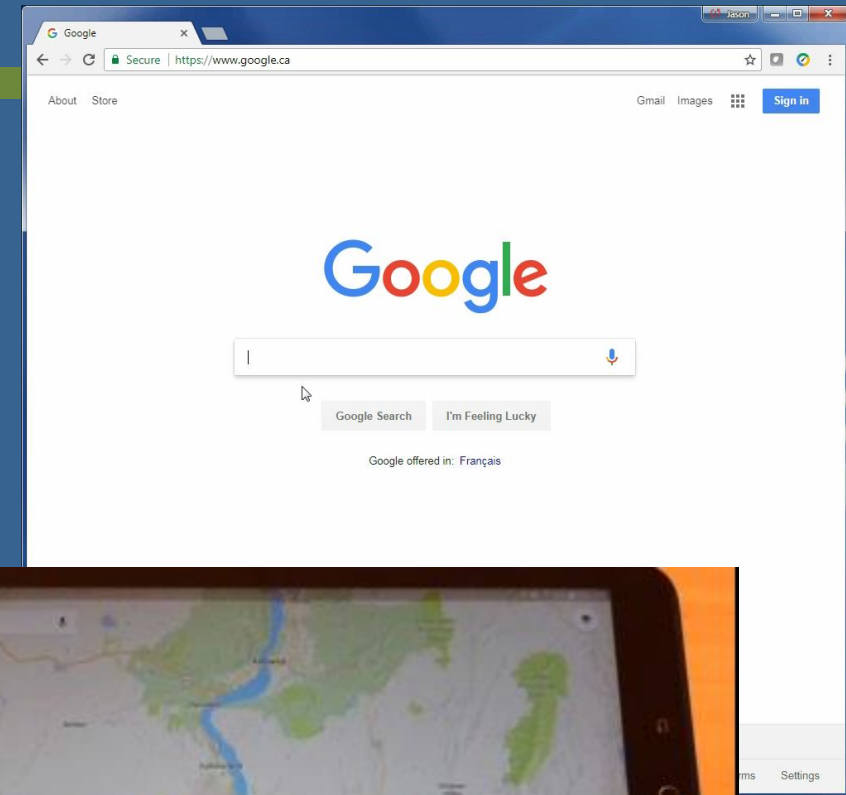 Jason
G Google
Secure | https://www.google.ca
About Store
Gmail Images
Sign in
Google
Google Search I'm Feeling Lucky
Google offered in: Français
Settings